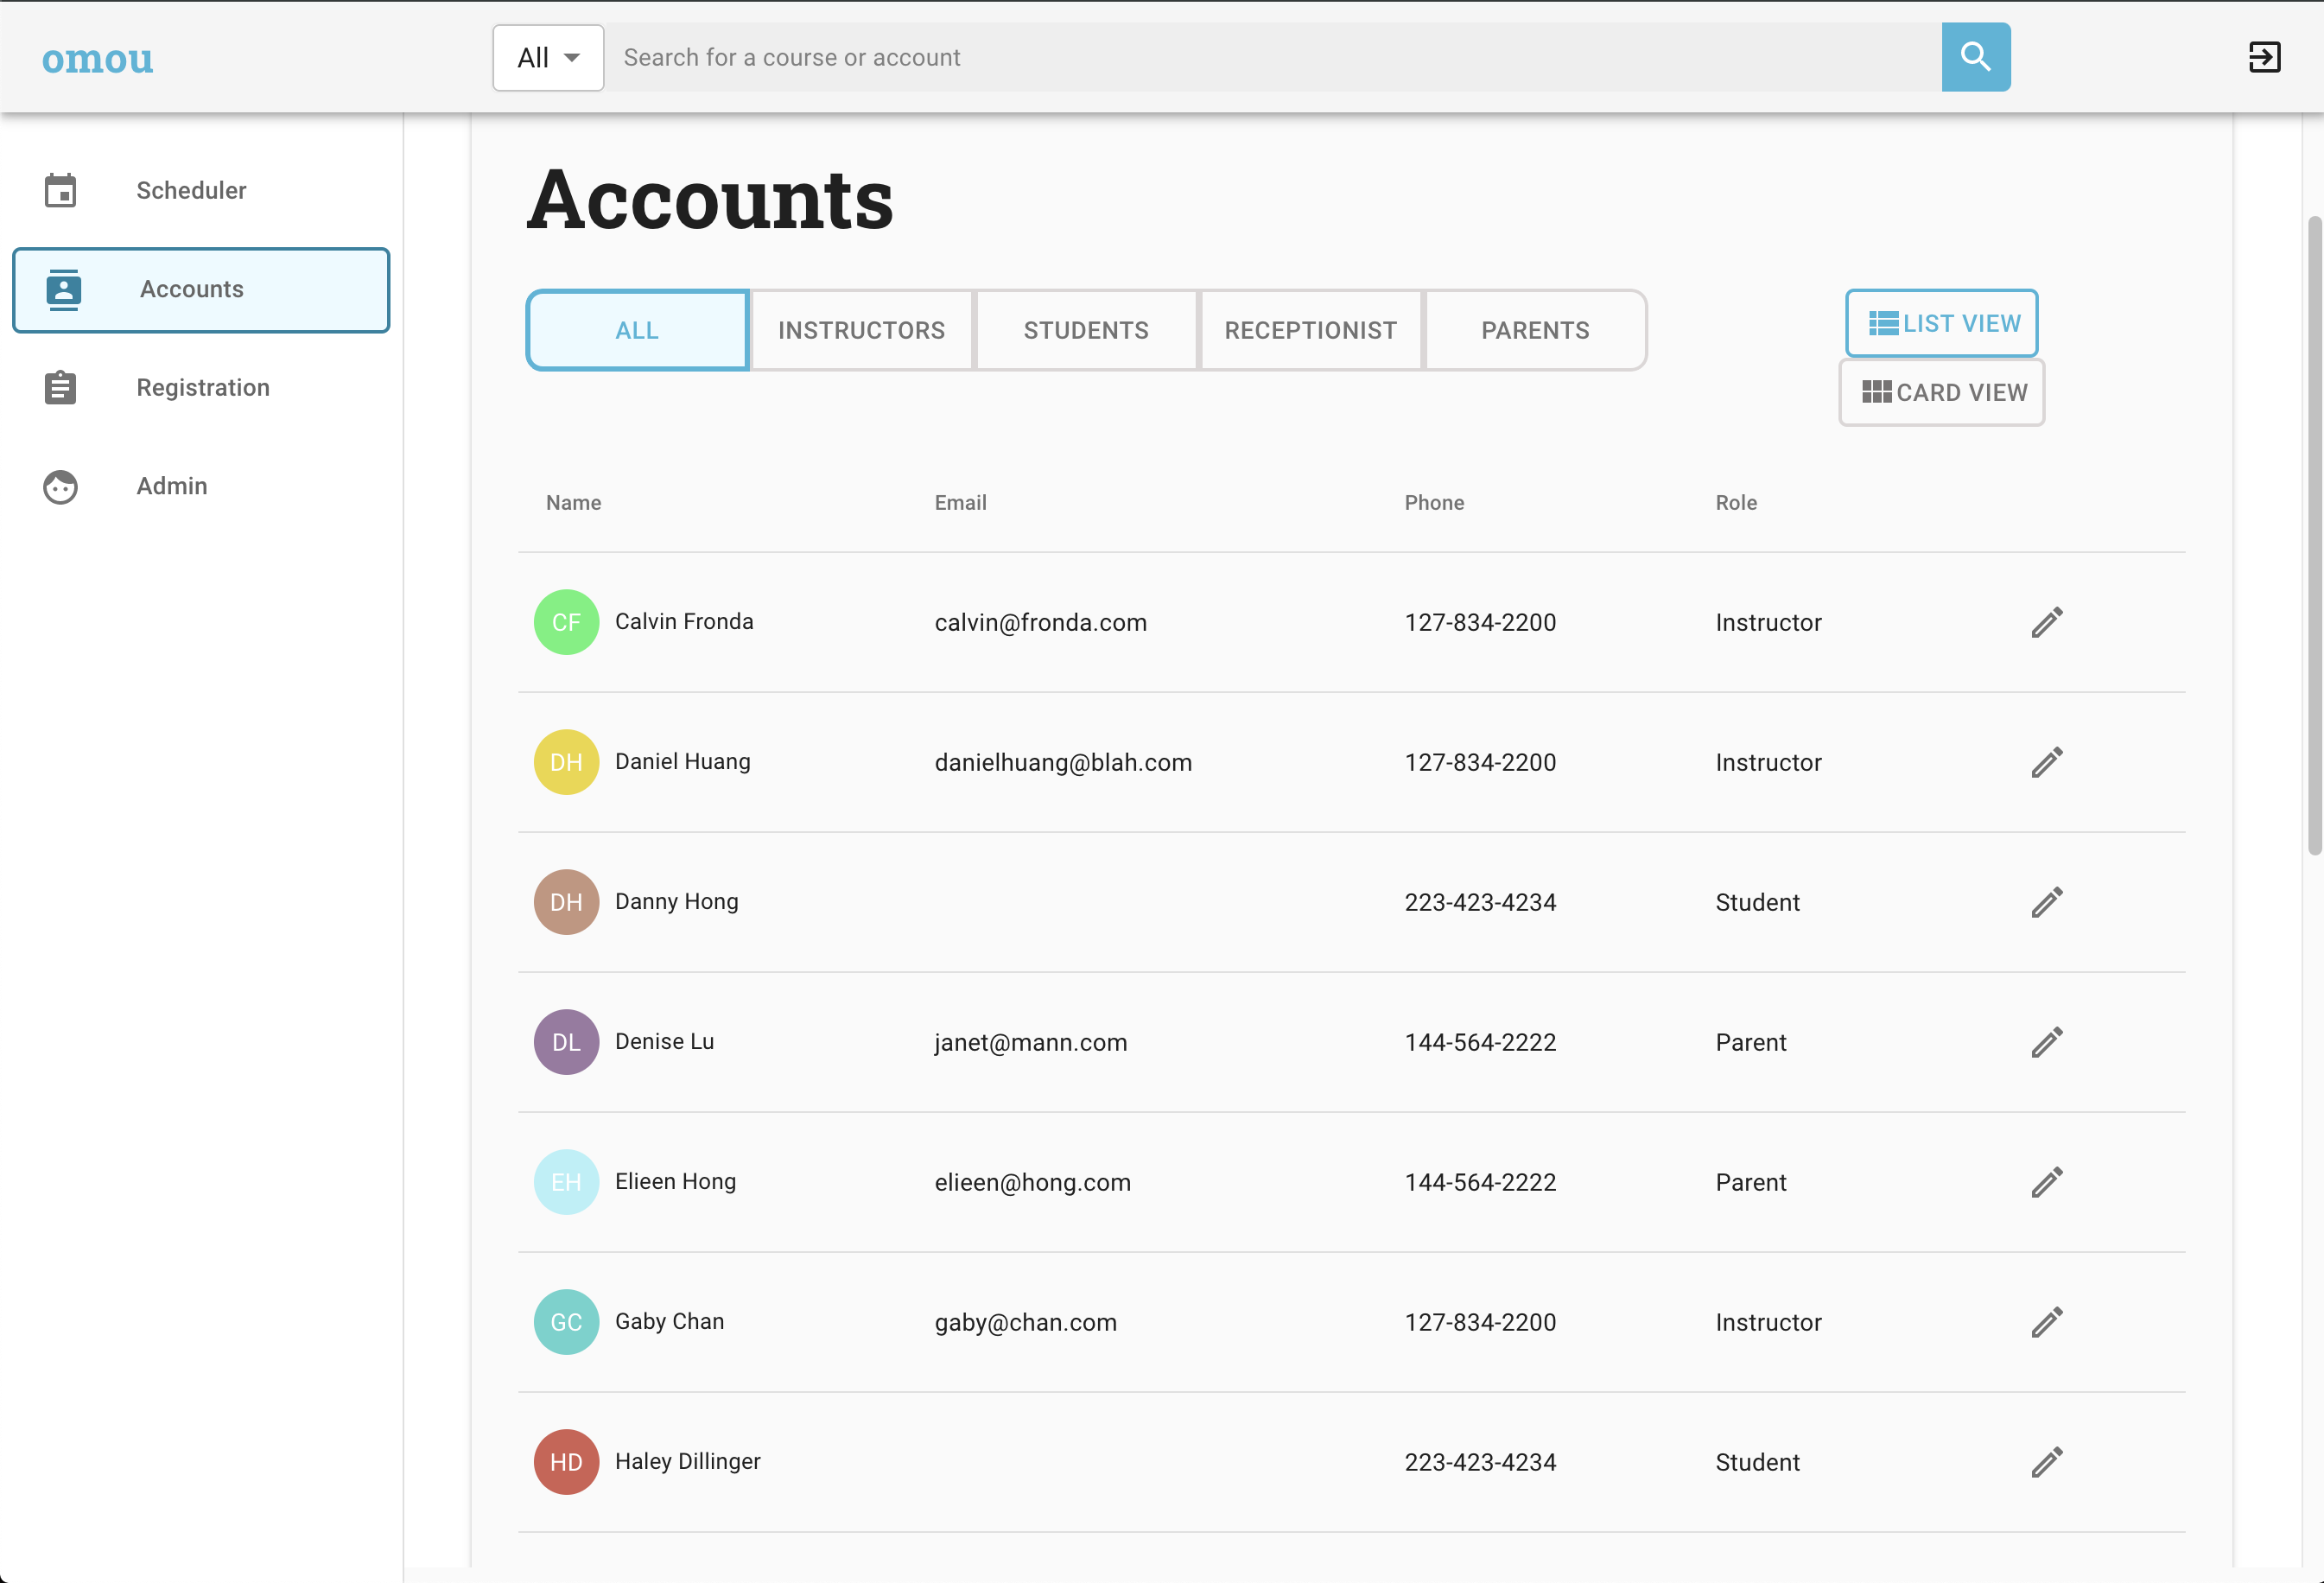 omou
All
Search for a course or account
Scheduler
Accounts
Registration
Admin
Accounts
ALL INSTRUCTORS STUDENTS RECEPTIONIST PARENTS
LIST VIEW
CARD VIEW
Name Email Phone Role
CF Calvin Fronda calvin@fronda.com 127-834-2200 Instructor
DH Daniel Huang danielhuang@blah.com 127-834-2200 Instructor
DH Danny Hong 223-423-4234 Student
DL Denise Lu janet@mann.com 144-564-2222 Parent
EH Elieen Hong elieen@hong.com 144-564-2222 Parent
GC Gaby Chan gaby@chan.com 127-834-2200 Instructor
HD Haley Dillinger 223-423-4234 Student